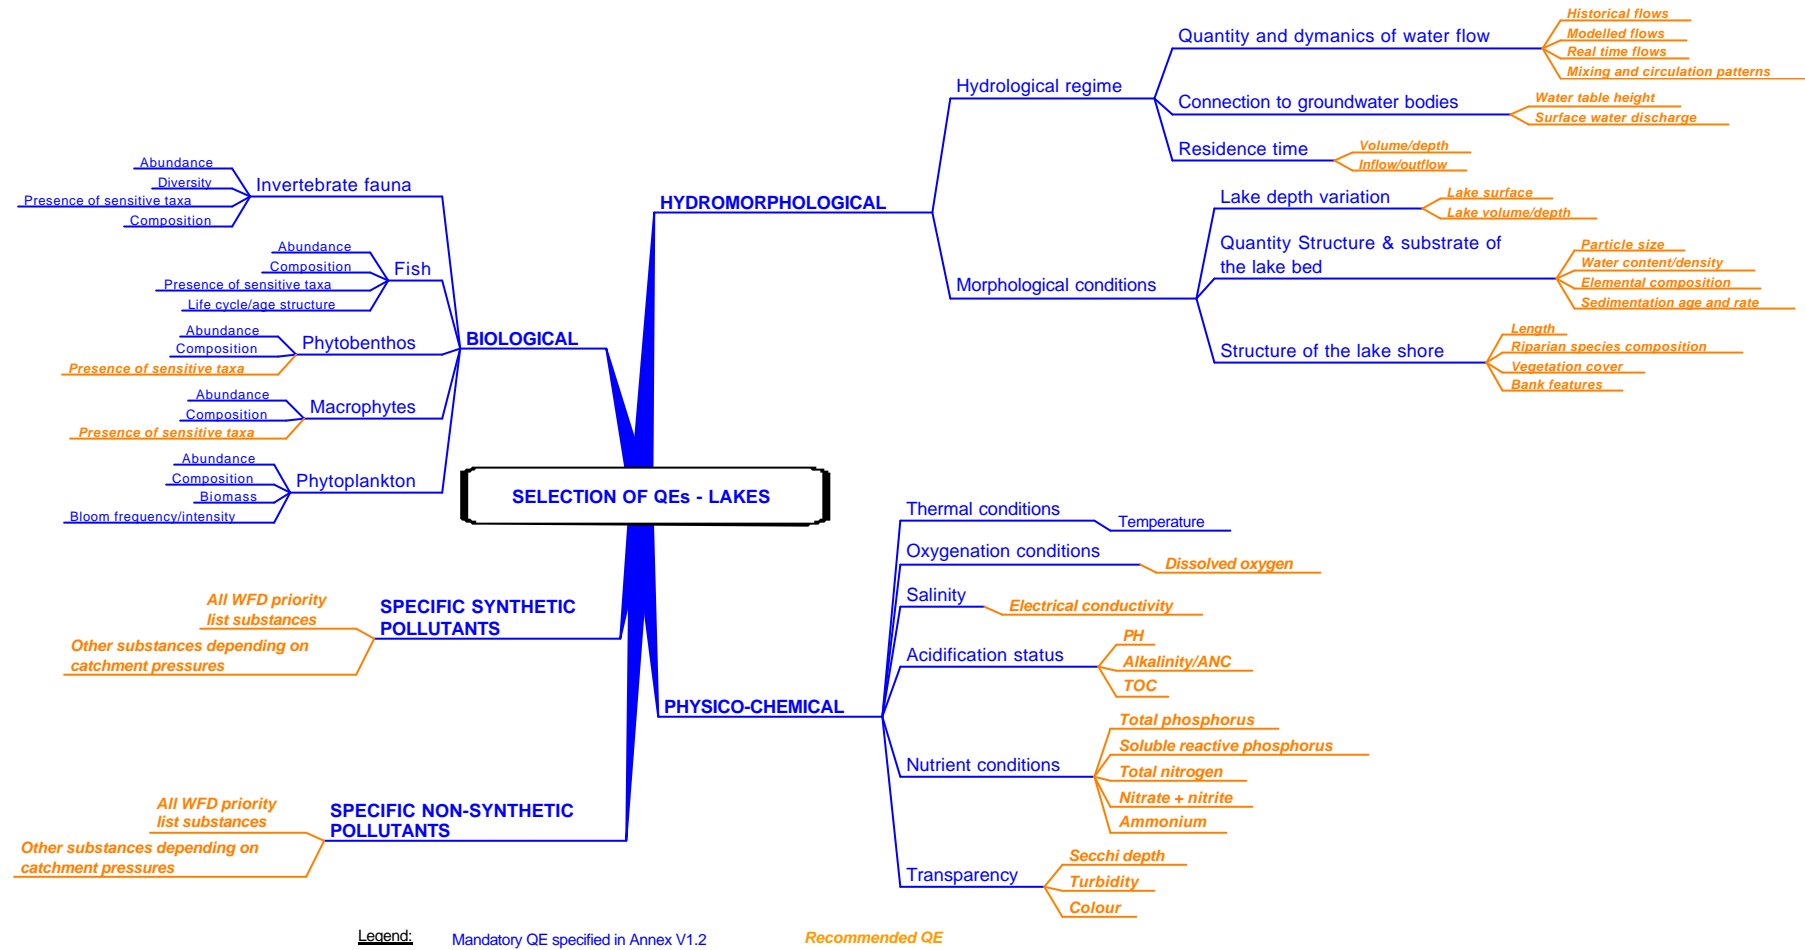 Abundance
Diversity
Presence of sensitive taxa
Composition
Invertebrate fauna
Abundance
Composition
Presence of sensitive taxa
Life cycle/age structure
Fish
Abundance
Composition
Presence of sensitive taxa
Phytobenthos
Abundance
Composition
Presence of sensitive taxa
Macrophytes
Abundance
Composition
Biomass
Bloom frequency/intensity
Phytoplankton
BIOLOGICAL
HYDROMORPHOLOGICAL
Hydrological regime
Quantity and dymanics of water flow
Historical flows
Modelled flows
Real time flows
Mixing and circulation patterns
Connection to groundwater bodies
Water table height
Surface water discharge
Residence time
Volume/depth
Inflow/outflow
Morphological conditions
Lake depth variation
Lake surface
Lake volume/depth
Quantity Structure & substrate of
the lake bed
Particle size
Water content/density
Elemental composition
Sedimentation age and rate
Structure of the lake shore
Length
Riparian species composition
Vegetation cover
Bank features
SELECTION OF QEs - LAKES
All WFD priority
list substances
Other substances depending on
catchment pressures
SPECIFIC SYNTHETIC
POLLUTANTS
All WFD priority
list substances
Other substances depending on
catchment pressures
SPECIFIC NON-SYNTHETIC
POLLUTANTS
PHYSICO-CHEMICAL
Thermal conditions
Temperature
Oxygenation conditions
Dissolved oxygen
Salinity
Electrical conductivity
Acidification status
PH
Alkalinity/ANC
TOC
Nutrient conditions
Total phosphorus
Soluble reactive phosphorus
Total nitrogen
Nitrate + nitrite
Ammonium
Transparency
Secchi depth
Turbidity
Colour
Legend:
Mandatory QE specified in Annex V1.2
Recommended QE